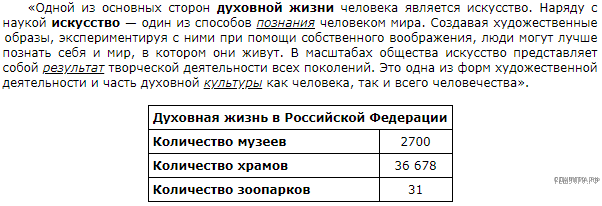 «Одной из основных сторон духовной жизни человека является искусство. Наряду с
наукой искусство — один из способов познания человеком мира. Создавая художественные
образы, экспериментируя с ними при помощи собственного воображения, люди могут лучше
познать себя и мир, в котором они живут. В масштабах общества искусство представляет
собой результат творческой деятельности всех поколений. Это одна из форм художественной
деятельности и часть духовной культуры как человека, так и всего человечества».
Духовная жизнь в Российской Федерации
Количество музеев 2700
Количество храмов 36 678
Количество зоопарков 31